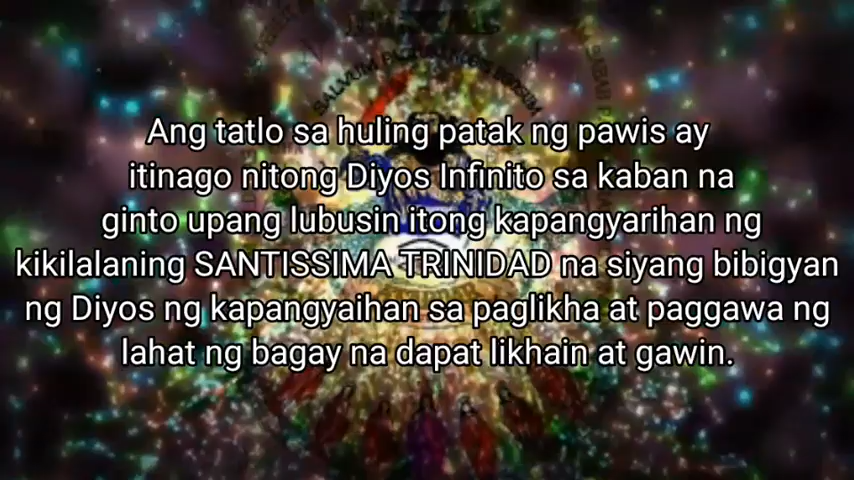 SALVUM
Ang tatlo sa huling patak ng pawis ay
itinago nitong Diyos Infinito sa kaban na
ginto upang lubusin itong kapangyarihan ng
kikilalaning SANTISSIMA TRINIDAD na siyang bibigyan
ng Diyos ng kapangyaihan sa paglikha at paggawa ng
lahat ng bagay na dapat likhain at gawin.